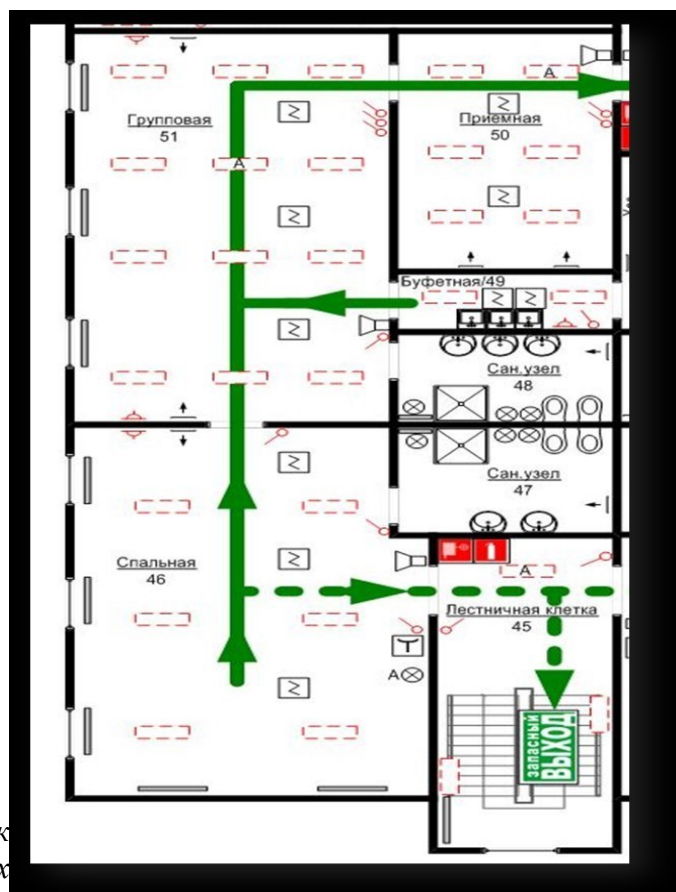 А
Групповая
51
Приемная
50
А
Буфетная/49
Сан.узел
48
Сан.узел
47
Спальная
46
А
Лестничная клетка
45
А
запасный
ВЫХОД
к
х